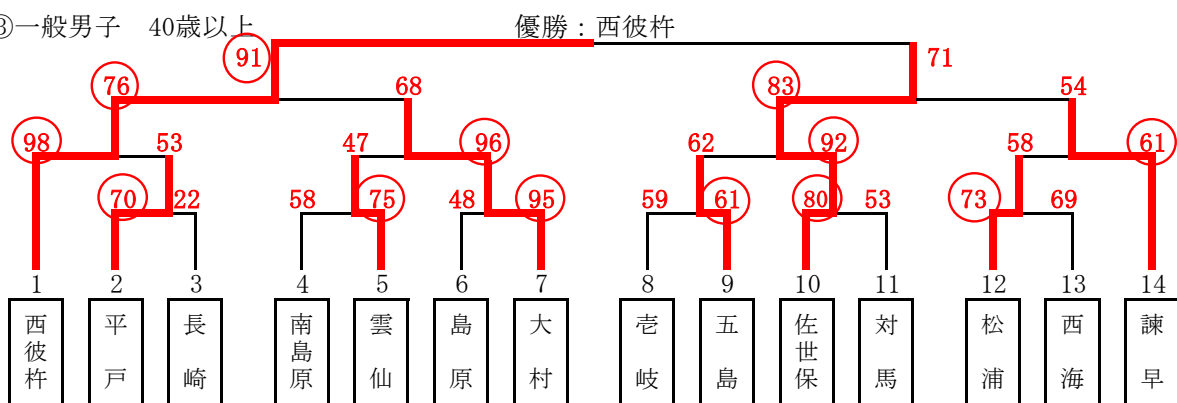 ③一般男子 40歳以上 優勝：西彼杵
91 71
76 68 83 54
98 53 47 96 62 92 58 61
70 22 58 75 48 95 59 61 80 53 73 69
1 2 3 4 5 6 7 8 9 10 11 12 13 14
西彼杵 平戸 長崎 南島原 雲仙 島原 大村 壱岐 五島 佐世保 対馬 松浦 西海 諫早